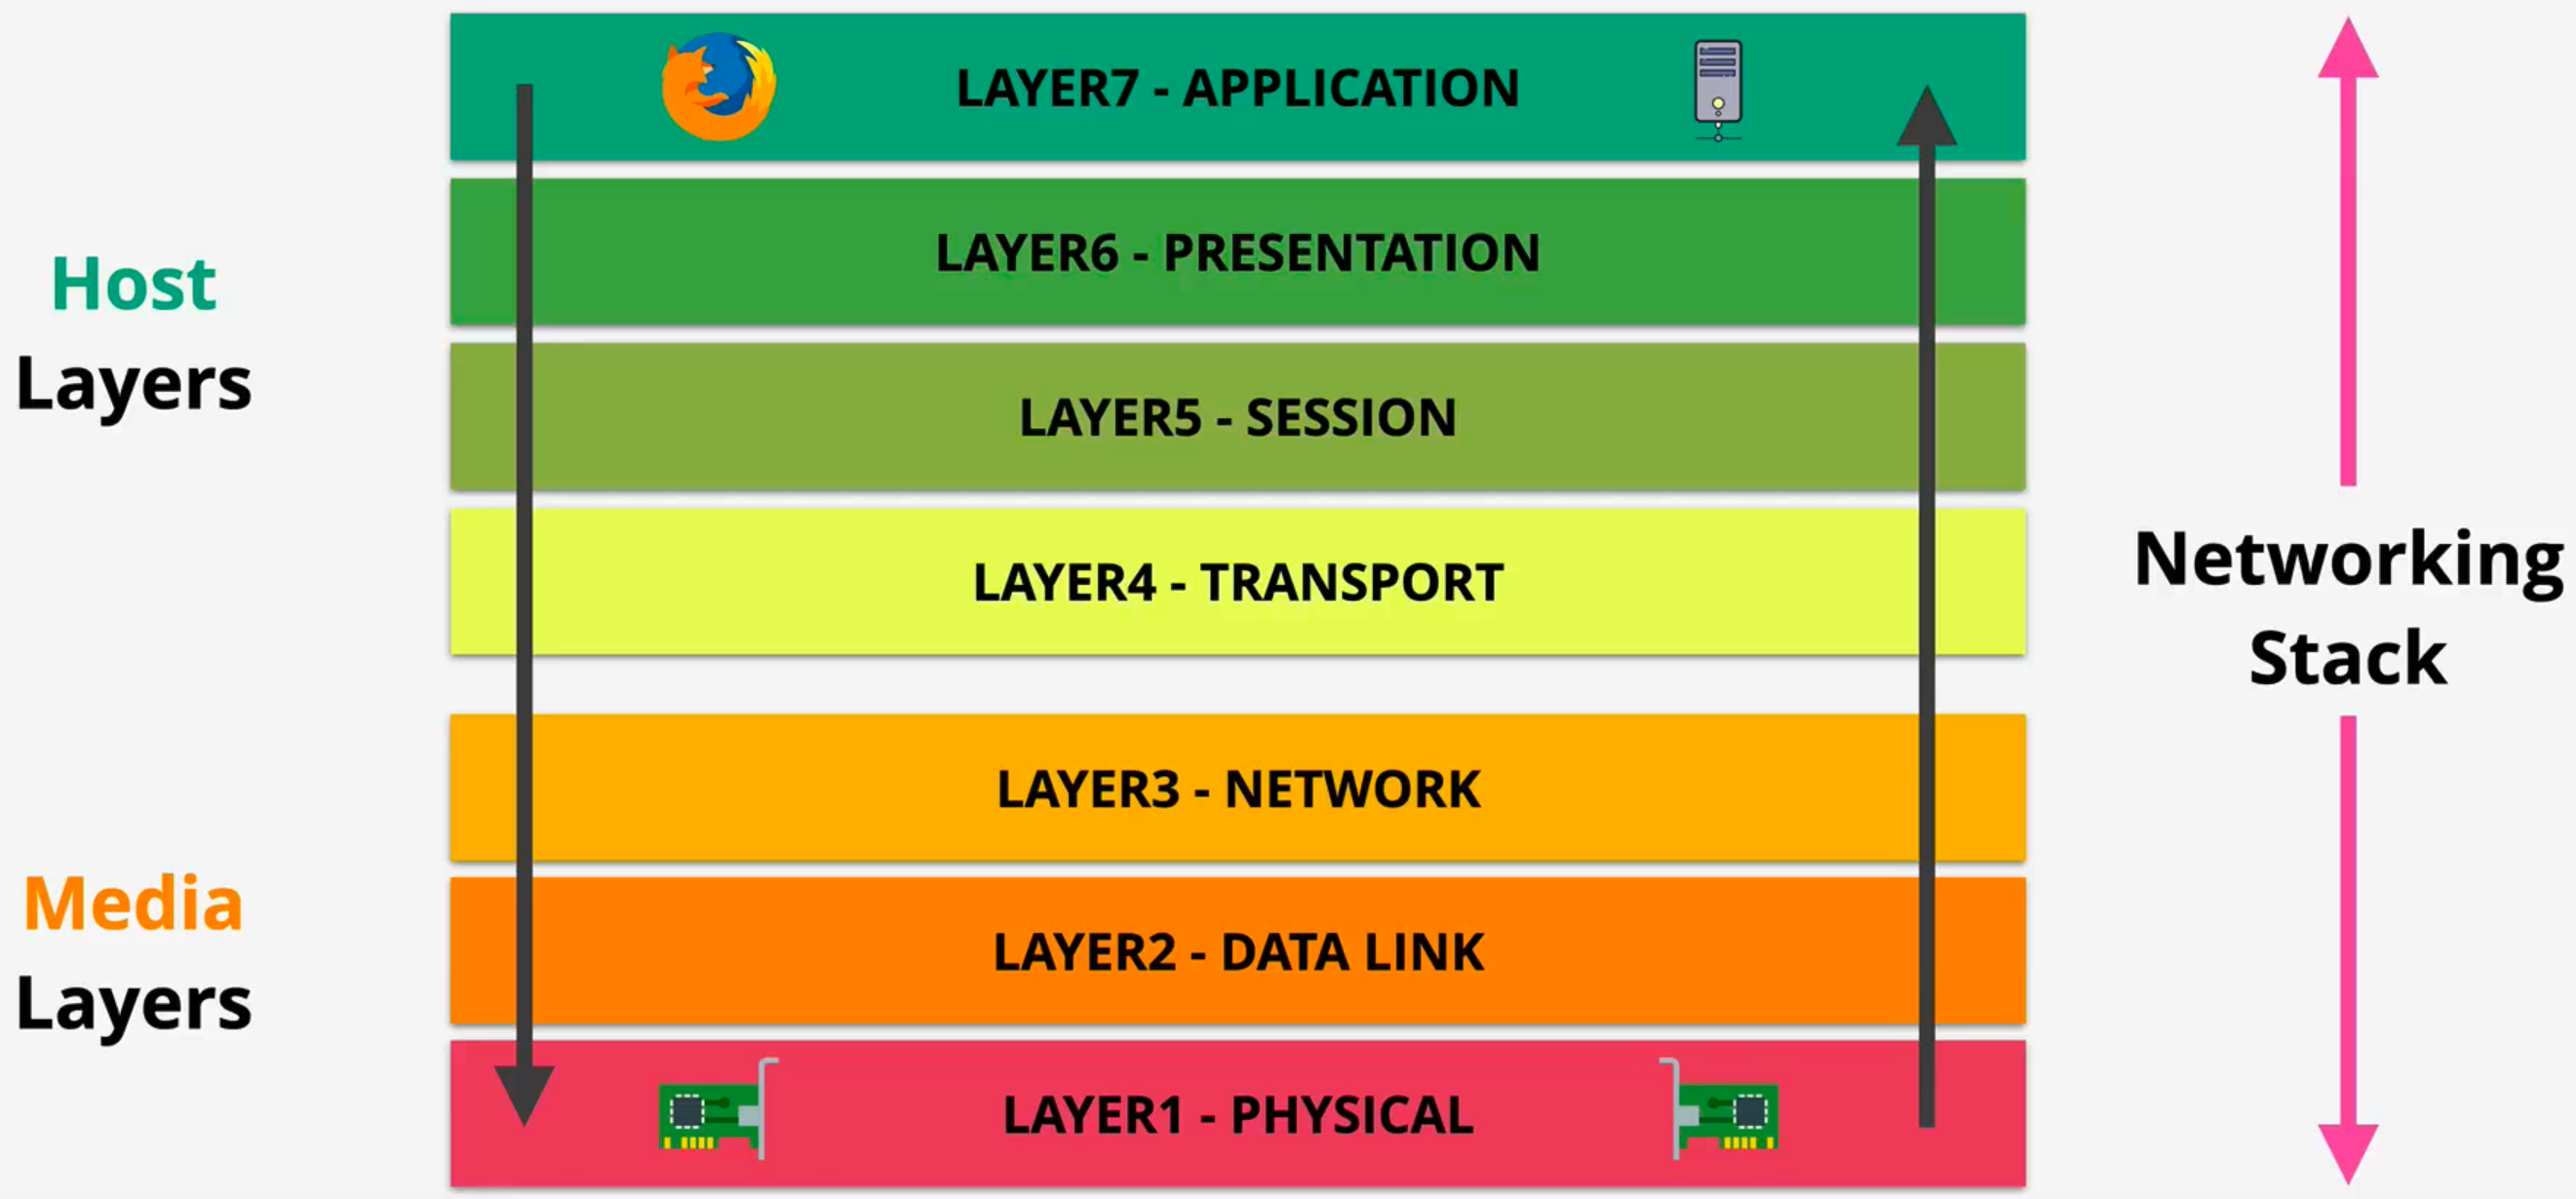 LAYER7 - APPLICATION
LAYER6 - PRESENTATION
Host
Layers
LAYER5 - SESSION
LAYER4 - TRANSPORT
Networking
Stack
LAYER3 - NETWORK
Media
Layers
LAYER2 - DATA LINK
LAYER1 - PHYSICAL